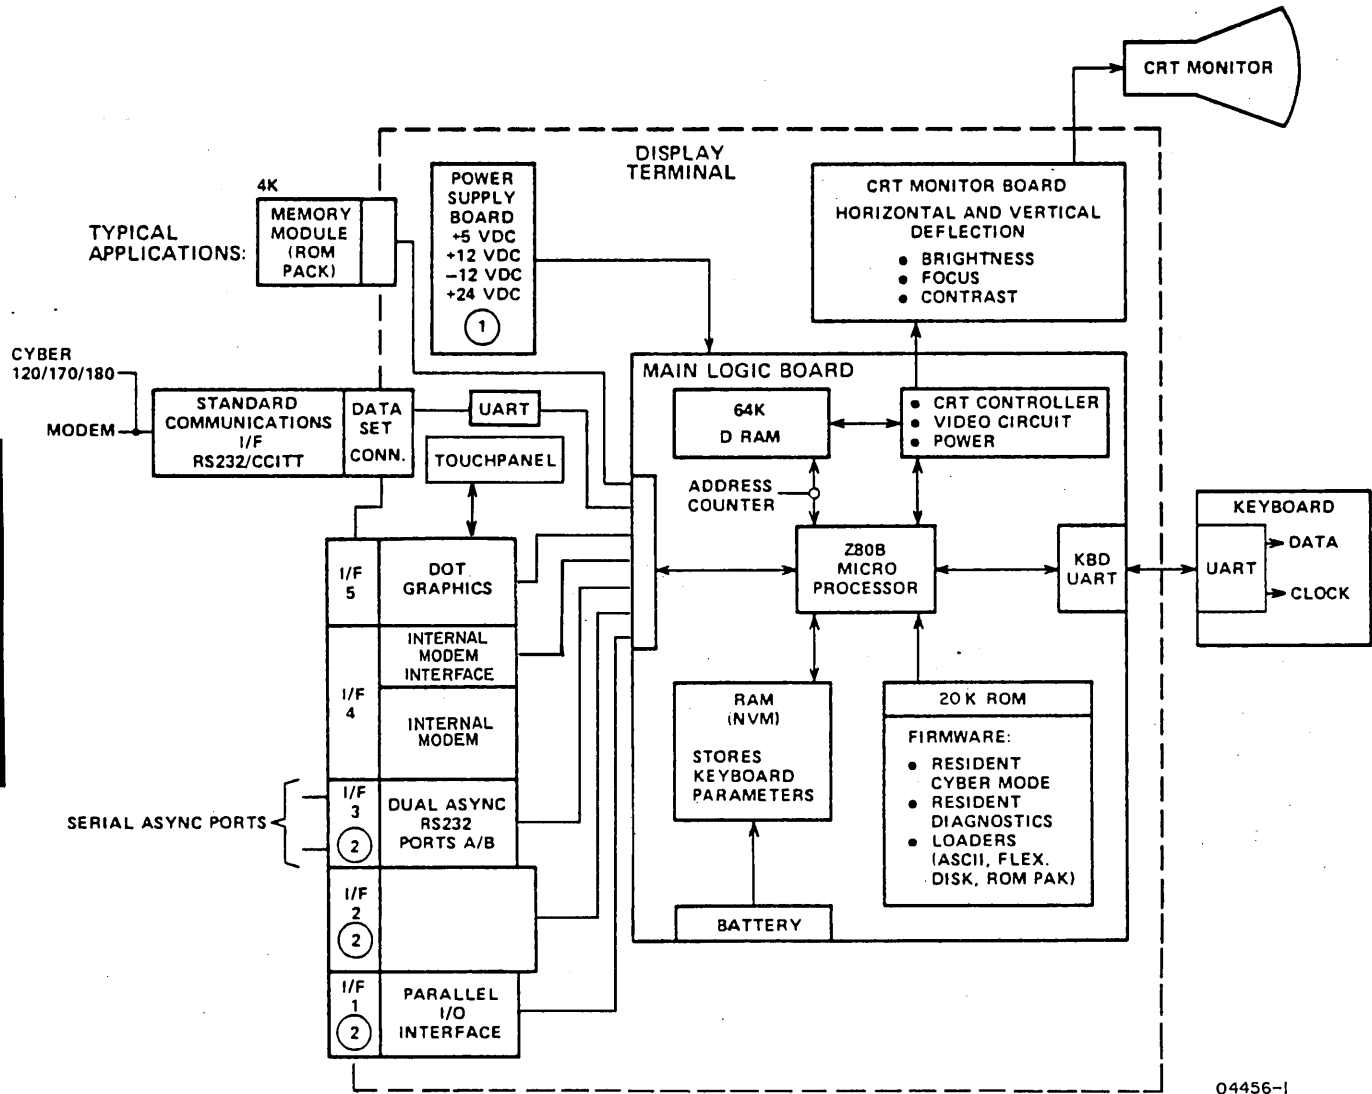 CRT MONITOR
DISPLAY
TERMINAL
4K
TYPICAL
APPLICATIONS:
MEMORY
MODULE
(ROM
PACK)
POWER
SUPPLY
BOARD
+5 VDC
+12 VDC
−12 VDC
+24 VDC
1
CRT MONITOR BOARD
HORIZONTAL AND VERTICAL
DEFLECTION
● BRIGHTNESS
● FOCUS
● CONTRAST
CYBER
120/170/180
MODEM
STANDARD
COMMUNICATIONS
I/F
RS232/CCITT
DATA
SET
CONN.
UART
TOUCHPANEL
MAIN LOGIC BOARD
64K
D RAM
● CRT CONTROLLER
● VIDEO CIRCUIT
● POWER
ADDRESS
COUNTER
Z80B
MICRO
PROCESSOR
KBD
UART
KEYBOARD
UART
DATA
CLOCK
I/F
5
DOT
GRAPHICS
I/F
4
INTERNAL
MODEM
INTERFACE
INTERNAL
MODEM
SERIAL ASYNC PORTS
I/F
3
2
DUAL ASYNC
RS232
PORTS A/B
I/F
2
2
I/F
1
2
PARALLEL
I/O
INTERFACE
RAM
(NVM)
STORES
KEYBOARD
PARAMETERS
BATTERY
20K ROM
FIRMWARE:
● RESIDENT
CYBER MODE
● RESIDENT
DIAGNOSTICS
● LOADERS
(ASCII, FLEX.
DISK, ROM PAK)
04456-1